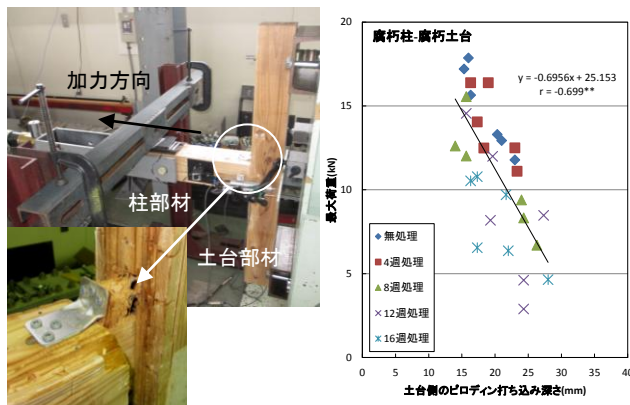 加力方向
柱部材
土台部材
腐朽柱-腐朽土台
y = -0.6956x + 25.153
r = -0.699**
最大荷重(kN)
20
15
10
5
0
無処理
4週処理
8週処理
12週処理
16週処理
0 5 10 15 20 25 30 35 40
土台側のピロディン打ち込み深さ(mm)